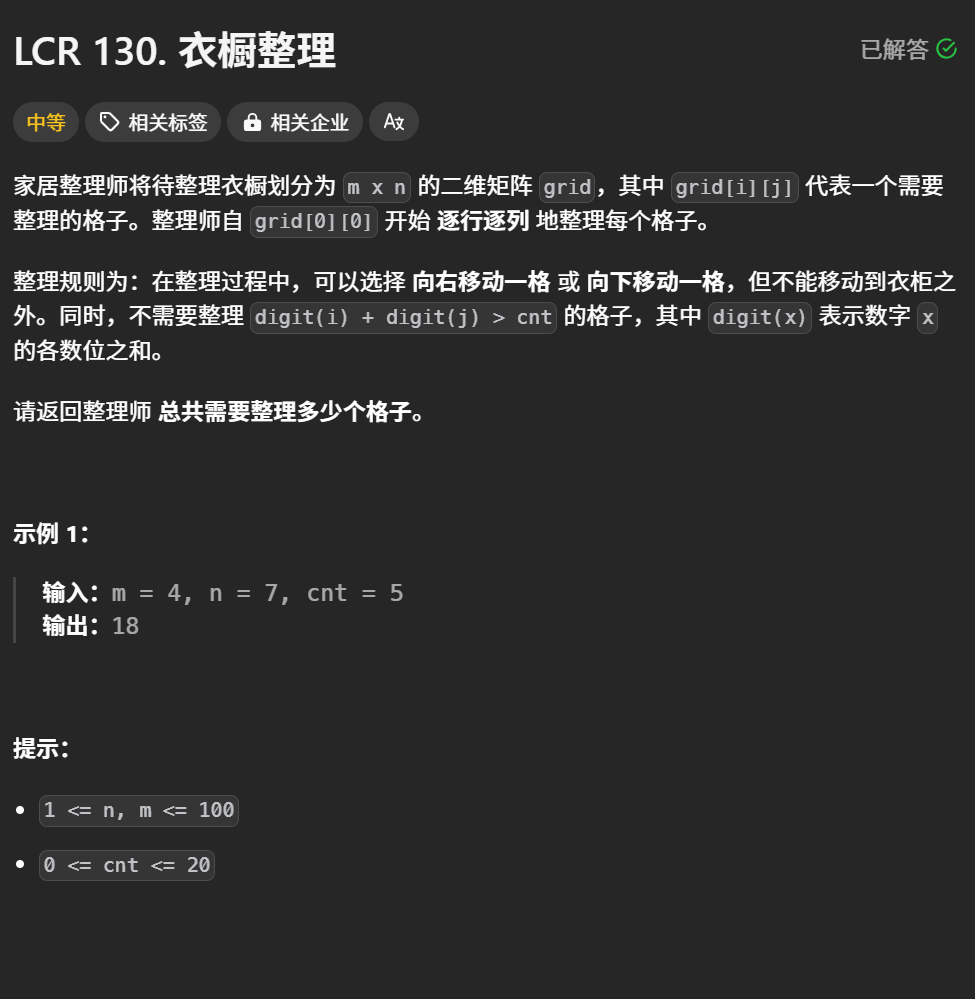 LCR 130. 衣橱整理
已解答
中等
相关标签
相关企业
家居整理师将待整理衣橱划分为 m x n 的二维矩阵 grid，其中 grid[i][j] 代表一个需要
整理的格子。整理师自 grid[0][0] 开始 逐行逐列 地整理每个格子。
整理规则为：在整理过程中，可以选择 向右移动一格 或 向下移动一格，但不能移动到衣柜之
外。同时，不需要整理 digit(i) + digit(j) > cnt 的格子，其中 digit(x) 表示数字 x
的各数位之和。
请返回整理师 总共需要整理多少个格子。
示例 1：
输入：m = 4, n = 7, cnt = 5
输出：18
提示：
• 1 <= n, m <= 100
• 0 <= cnt <= 20